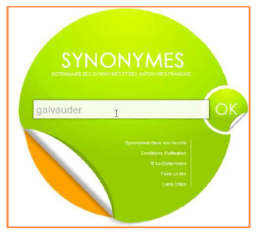 SYNONYMES
DICTIONNAIRE DES SYNONYMES ET DES ANTONYMES FRANÇAIS
galvauder
OK
Synonymes dans vos favoris
Conditions d'utilisation
© Le Dictionnaire
Faire un lien
Liens Utiles